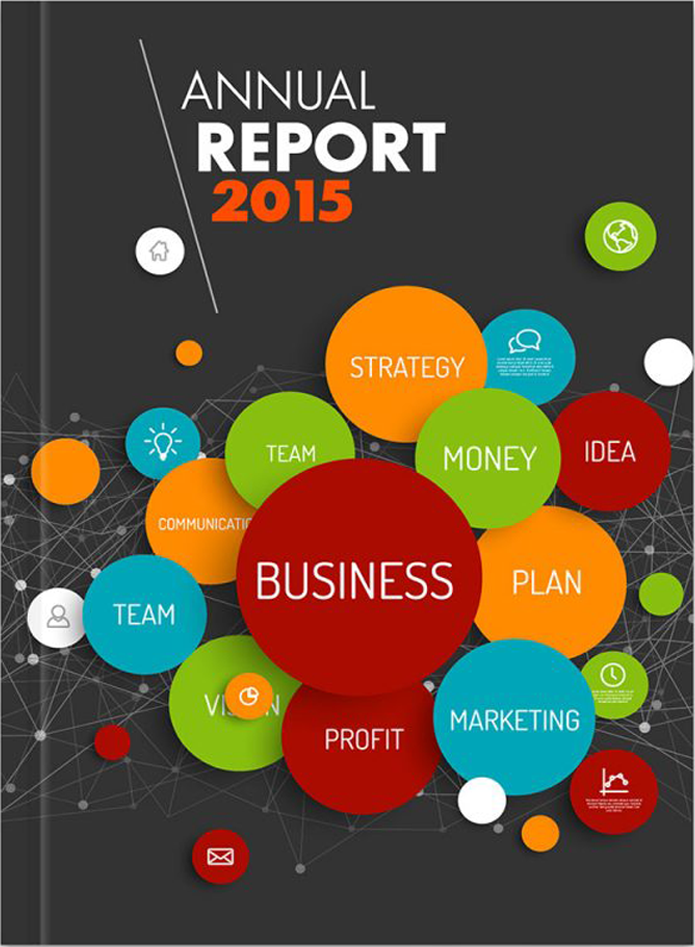 ANNUAL
REPORT
2015
STRATEGY
TEAM
MONEY
IDEA
COMMUNICATIO
BUSINESS
PLAN
TEAM
PROFIT
MARKETING